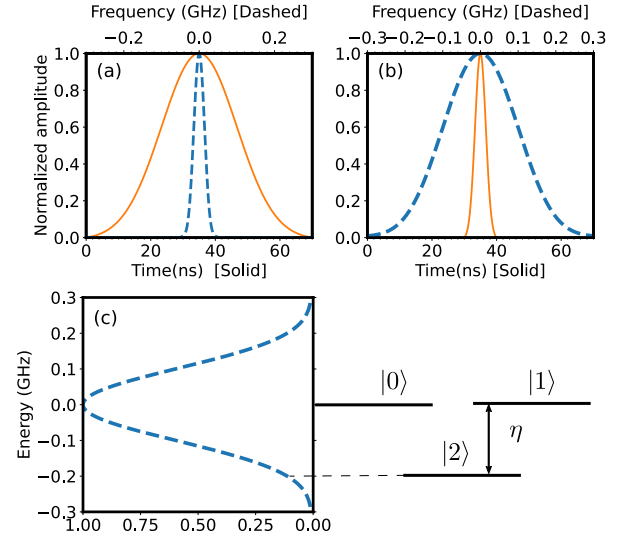 Frequency (GHz) [Dashed] Frequency (GHz) [Dashed]
−0.2 0.0 0.2 −0.3 −0.2 −0.1 0.0 0.1 0.2 0.3
1.0 (a) 1.0 (b)
0.8 0.8
0.6 0.6
0.4 0.4
0.2 0.2
0.0 0.0
Normalized amplitude
0 20 40 60 0 20 40 60
Time(ns) [Solid] Time(ns) [Solid]
0.3 (c)
0.2
0.1
0.0 |0⟩ |1⟩
−0.1 η
−0.2 |2⟩
−0.3
Energy (GHz)
1.00 0.75 0.50 0.25 0.00